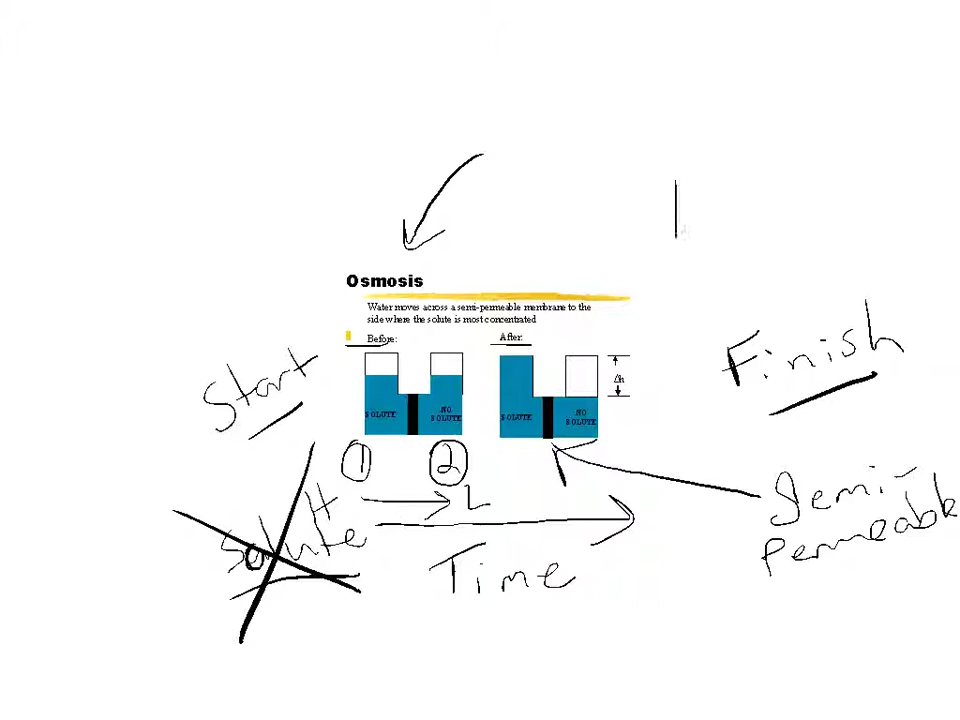 Osmosis
Water moves across a semi-permeable membrane to the
side where the solute is most concentrated
Before:
After:
Start
Finish
Δh
SOLUTE
NO
SOLUTE
SOLUTE
NO
SOLUTE
1
2
H
L
Solute
Time
Semi-
Permeable